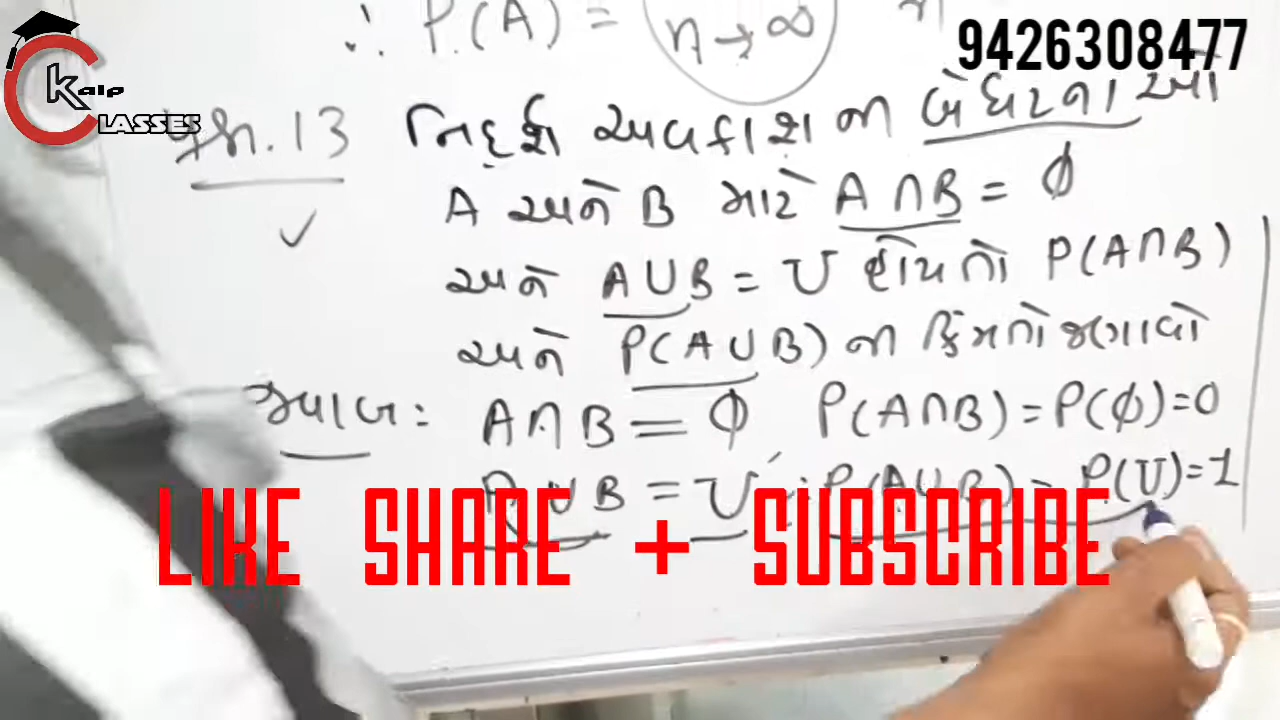 ∴ P.(A) = n→∞ n
9426308477
Kalp CLASSES
પ્રશ્ન.13 નિદર્શ અવકાશ ના બે ઘટના ઓ
A અને B માટે A∩B = ϕ
અને A∪B = U હોય તો P(A∩B)
અને P(A∪B) ના કિંમતો જણાવો
જવાબ: A∩B = ϕ P(A∩B)=P(ϕ)=0
A∪B = U ∴ P(A∪B) = P(U)=1
LIKE SHARE + SUBSCRIBE